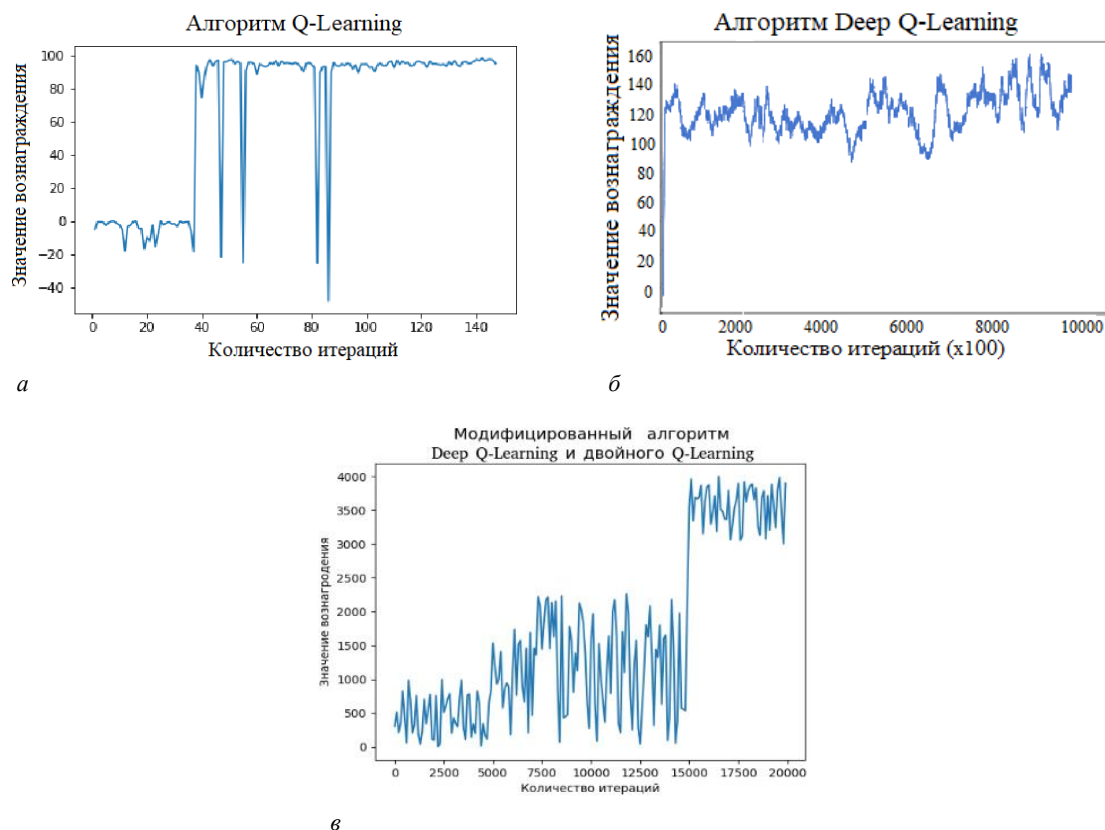 Алгоритм Q-Learning
Значение вознаграждения
100
80
60
40
20
0
−20
−40
0 20 40 60 80 100 120 140
Количество итераций
а
Алгоритм Deep Q-Learning
Значение вознаграждения
160
140
120
100
80
60
40
20
0
0 2000 4000 6000 8000 10000
Количество итераций (x100)
б
Модифицированный алгоритм
Deep Q-Learning и двойного Q-Learning
Значение вознагродения
4000
3500
3000
2500
2000
1500
1000
500
0
0 2500 5000 7500 10000 12500 15000 17500 20000
Количество итераций
в